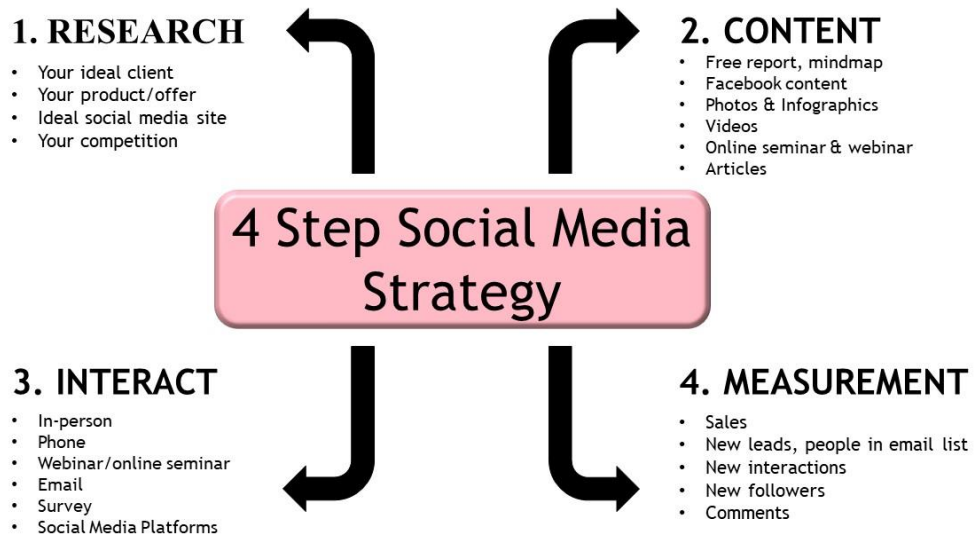 1. RESEARCH
• Your ideal client
• Your product/offer
• Ideal social media site
• Your competition
2. CONTENT
• Free report, mindmap
• Facebook content
• Photos & Infographics
• Videos
• Online seminar & webinar
• Articles
4 Step Social Media
Strategy
3. INTERACT
• In-person
• Phone
• Webinar/online seminar
• Email
• Survey
• Social Media Platforms
4. MEASUREMENT
• Sales
• New leads, people in email list
• New interactions
• New followers
• Comments